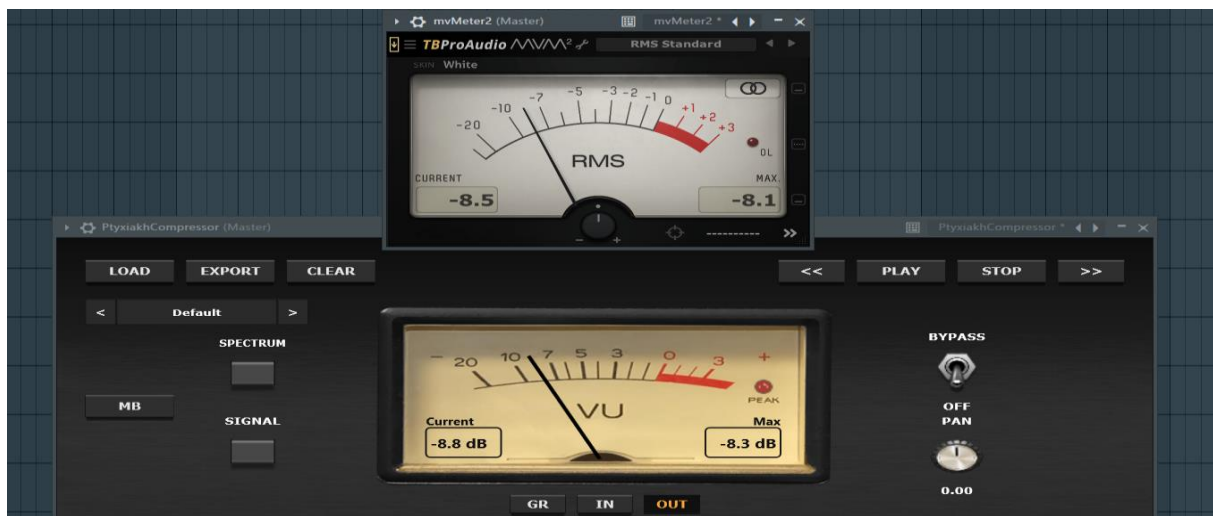 mvMeter2 (Master)
mvMeter2 *
TBProAudio
2
RMS Standard
SKIN White
-20 -10 -7 -5 -3 -2 -1 0 +1 +2 +3
OL
RMS
CURRENT
MAX.
-8.5
-8.1
- +
----------
>>
PtyxiakhCompressor (Master)
PtyxiakhCompressor *
LOAD EXPORT CLEAR
<< PLAY STOP >>
< Default >
SPECTRUM
MB
SIGNAL
- 20 10 7 5 3 0 3 +
PEAK
VU
Current
Max
-8.8 dB
-8.3 dB
GR IN OUT
BYPASS
OFF
PAN
0.00